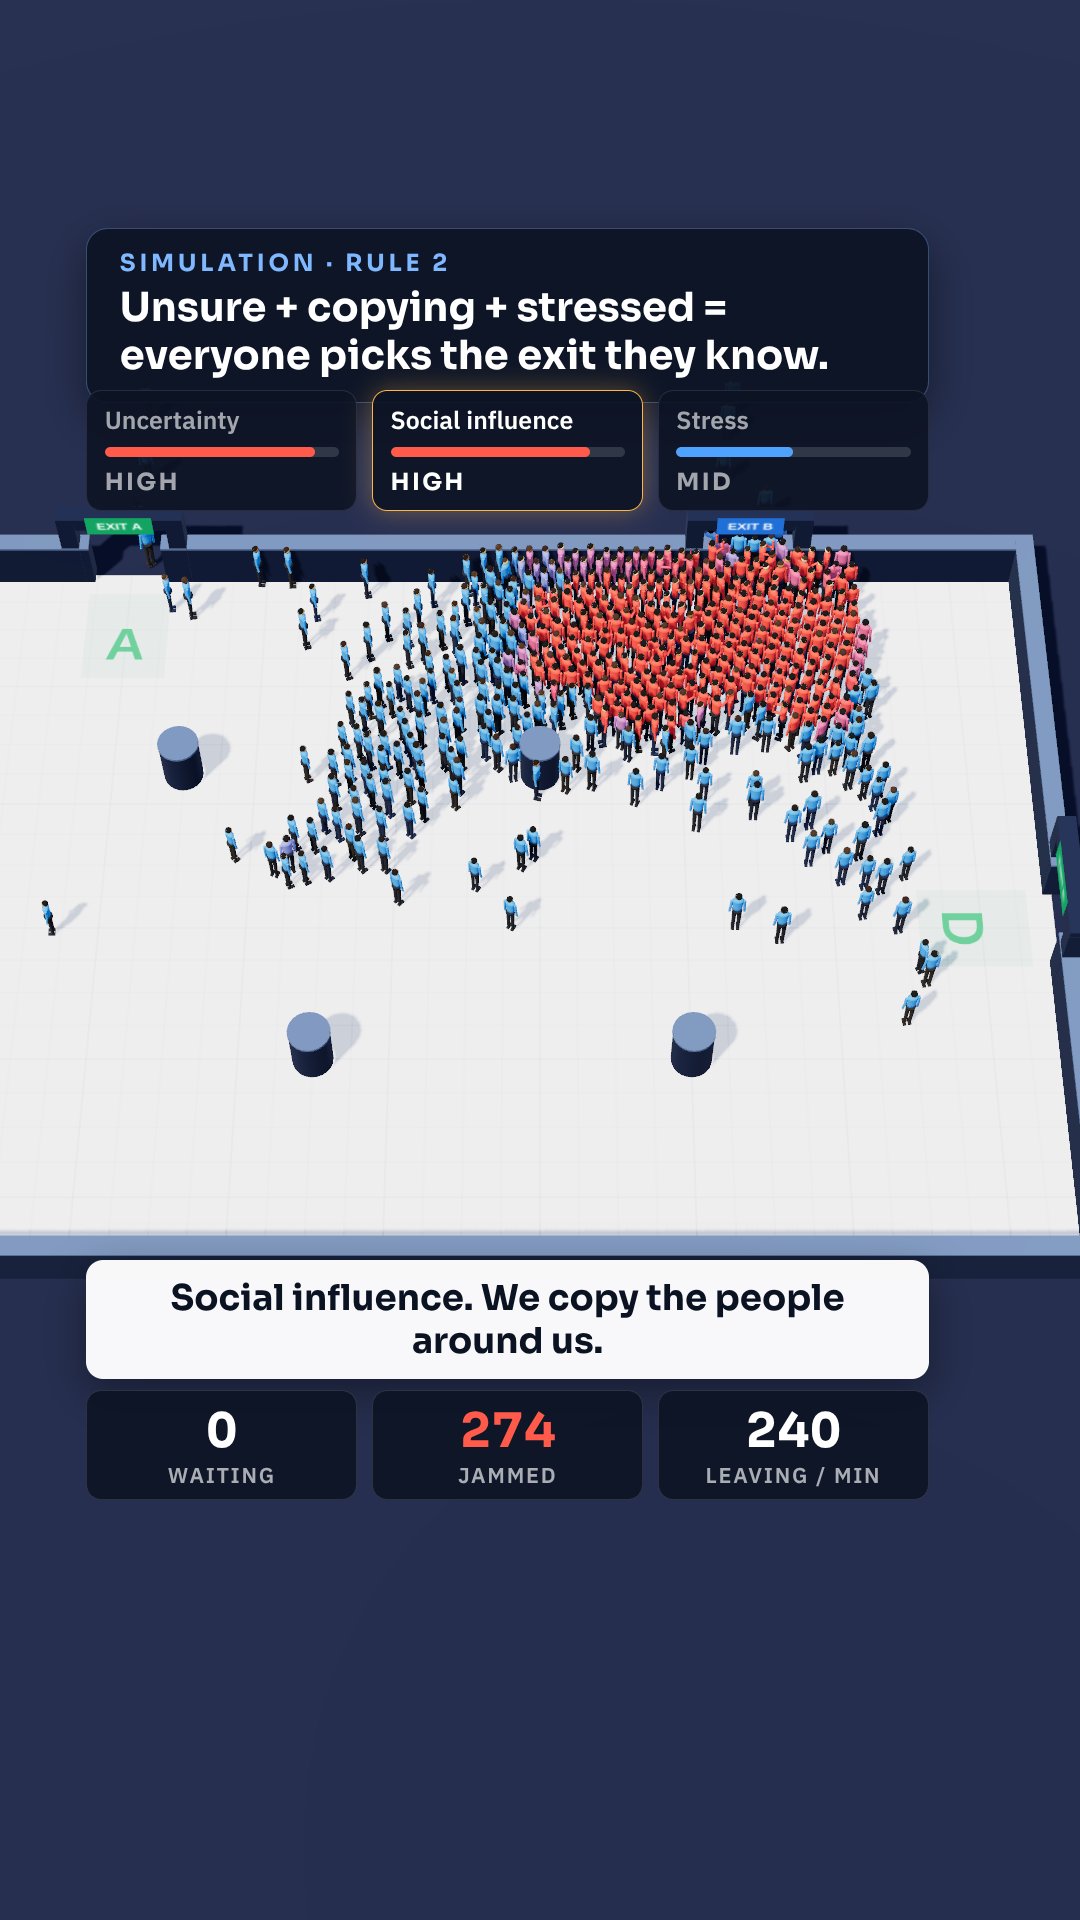 SIMULATION · RULE 2
Unsure + copying + stressed =
everyone picks the exit they know.
Uncertainty
HIGH
Social influence
HIGH
Stress
MID
EXIT A
EXIT B
A
D
Social influence. We copy the people
around us.
0
WAITING
274
JAMMED
240
LEAVING / MIN